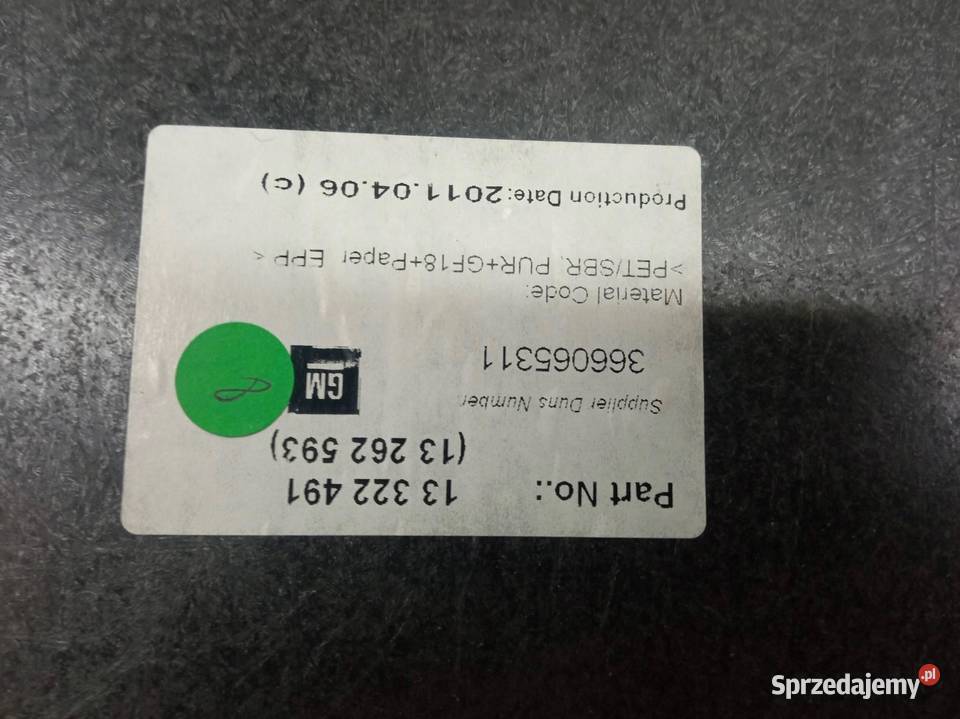 Part No.: 13 322 491
(13 262 593)
Supplier Duns Number:
366065311
GM
Material Code:
>PET/SBR, PUR+GF18+Paper EPP<
Production Date: 2011.04.06 (c)
Sprzedajemy.pl